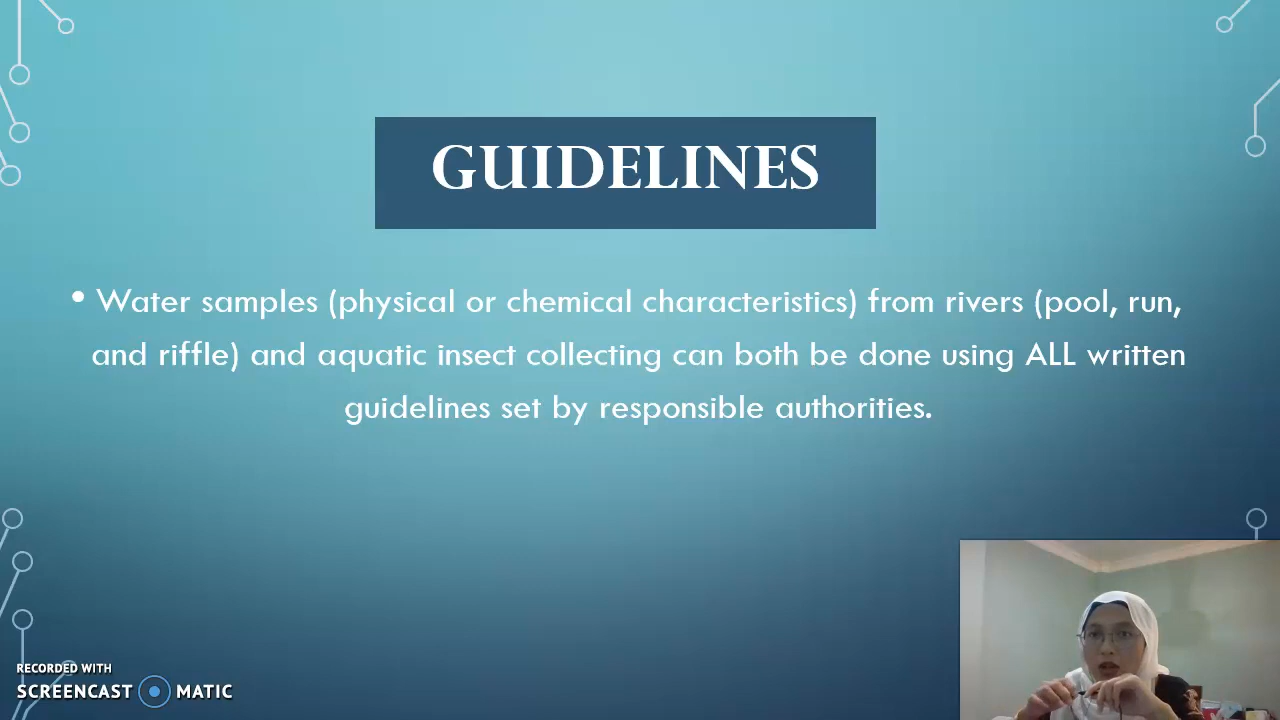 GUIDELINES
• Water samples (physical or chemical characteristics) from rivers (pool, run,
and riffle) and aquatic insect collecting can both be done using ALL written
guidelines set by responsible authorities.
RECORDED WITH
SCREENCAST MATIC